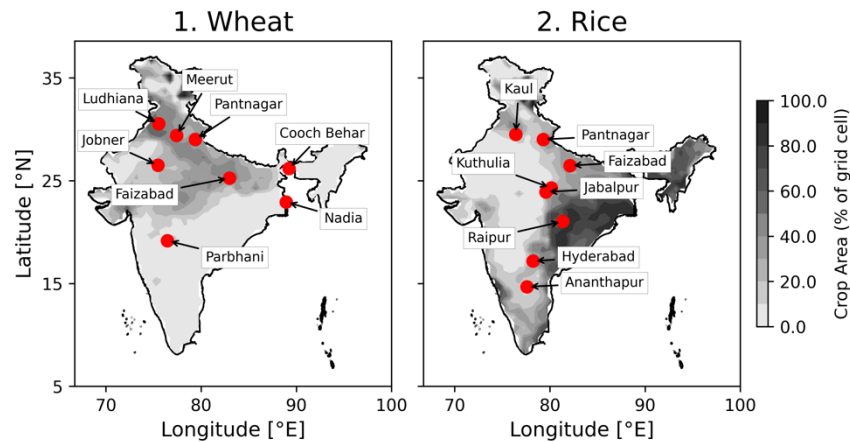 1. Wheat
2. Rice
Latitude [°N]
35
25
15
5
Ludhiana
Meerut
Pantnagar
Jobner
Cooch Behar
Faizabad
Nadia
Parbhani
70
80
90
100
Longitude [°E]
Kaul
Pantnagar
Kuthulia
Faizabad
Jabalpur
Raipur
Hyderabad
Ananthapur
70
80
90
100
Longitude [°E]
100.0
80.0
60.0
40.0
20.0
0.0
Crop Area (% of grid cell)